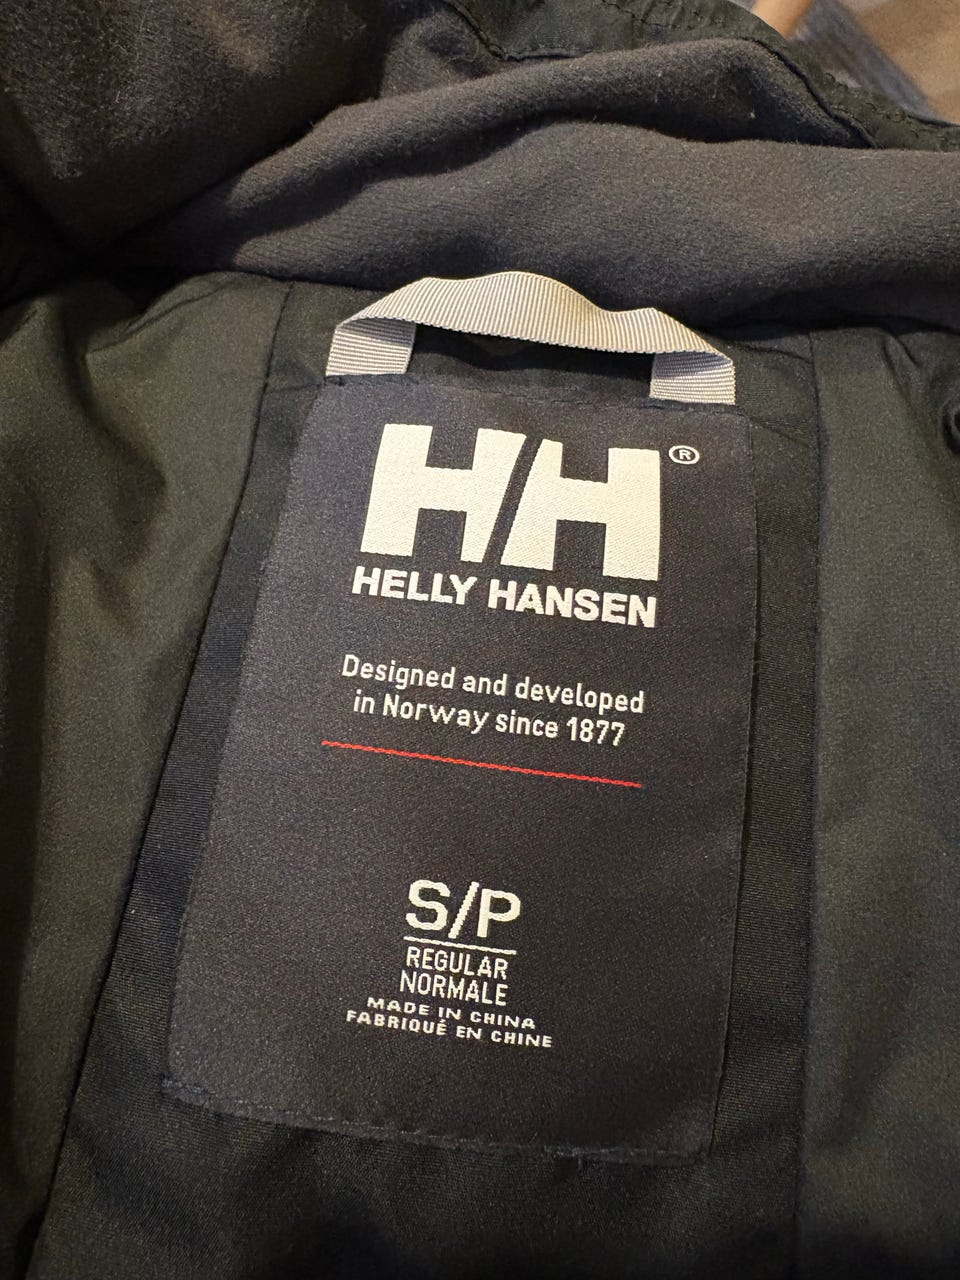 HH®
HELLY HANSEN
Designed and developed
in Norway since 1877
S/P
REGULAR
NORMALE
MADE IN CHINA
FABRIQUÉ EN CHINE